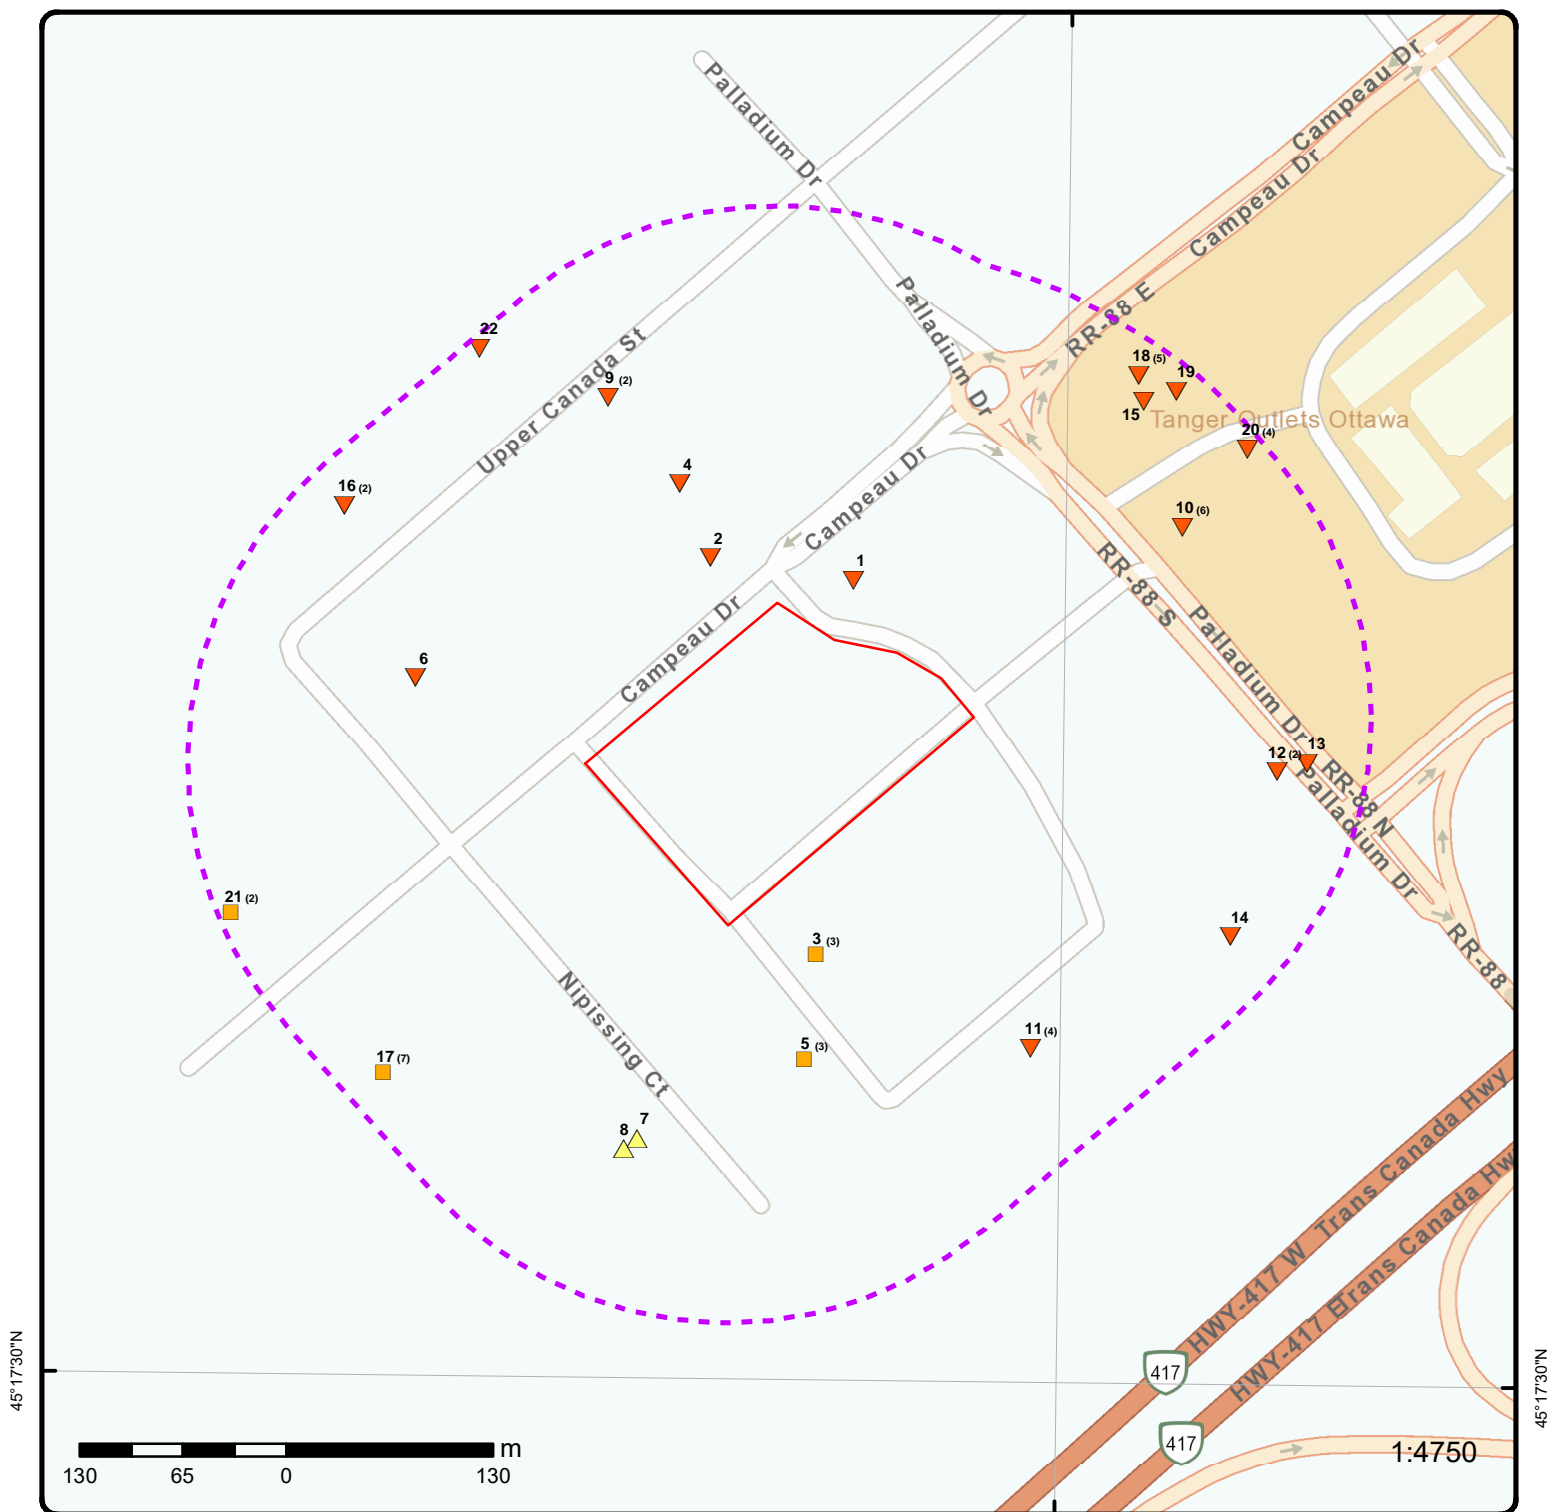 Palladium Dr
Campeau Dr
Campeau Dr
Palladium Dr
RR-88 E
22
Upper Canada St
9 (2)
18 (5)
19
15
Tanger Outlets Ottawa
20 (4)
4
16 (2)
Campeau Dr
10 (6)
2
1
RR-88 S
Campeau Dr
Palladium Dr
6
12 (2)
13
RR-88 N
Palladium Dr
21 (2)
14
3 (3)
RR-88
Nipissing Ct
11 (4)
5 (3)
17 (7)
7
8
HWY-417 W
Trans Canada Hwy
HWY-417 E
Trans Canada Hw
45°17'30"N
45°17'30"N
417
417
m
1:4750
130
65
0
130